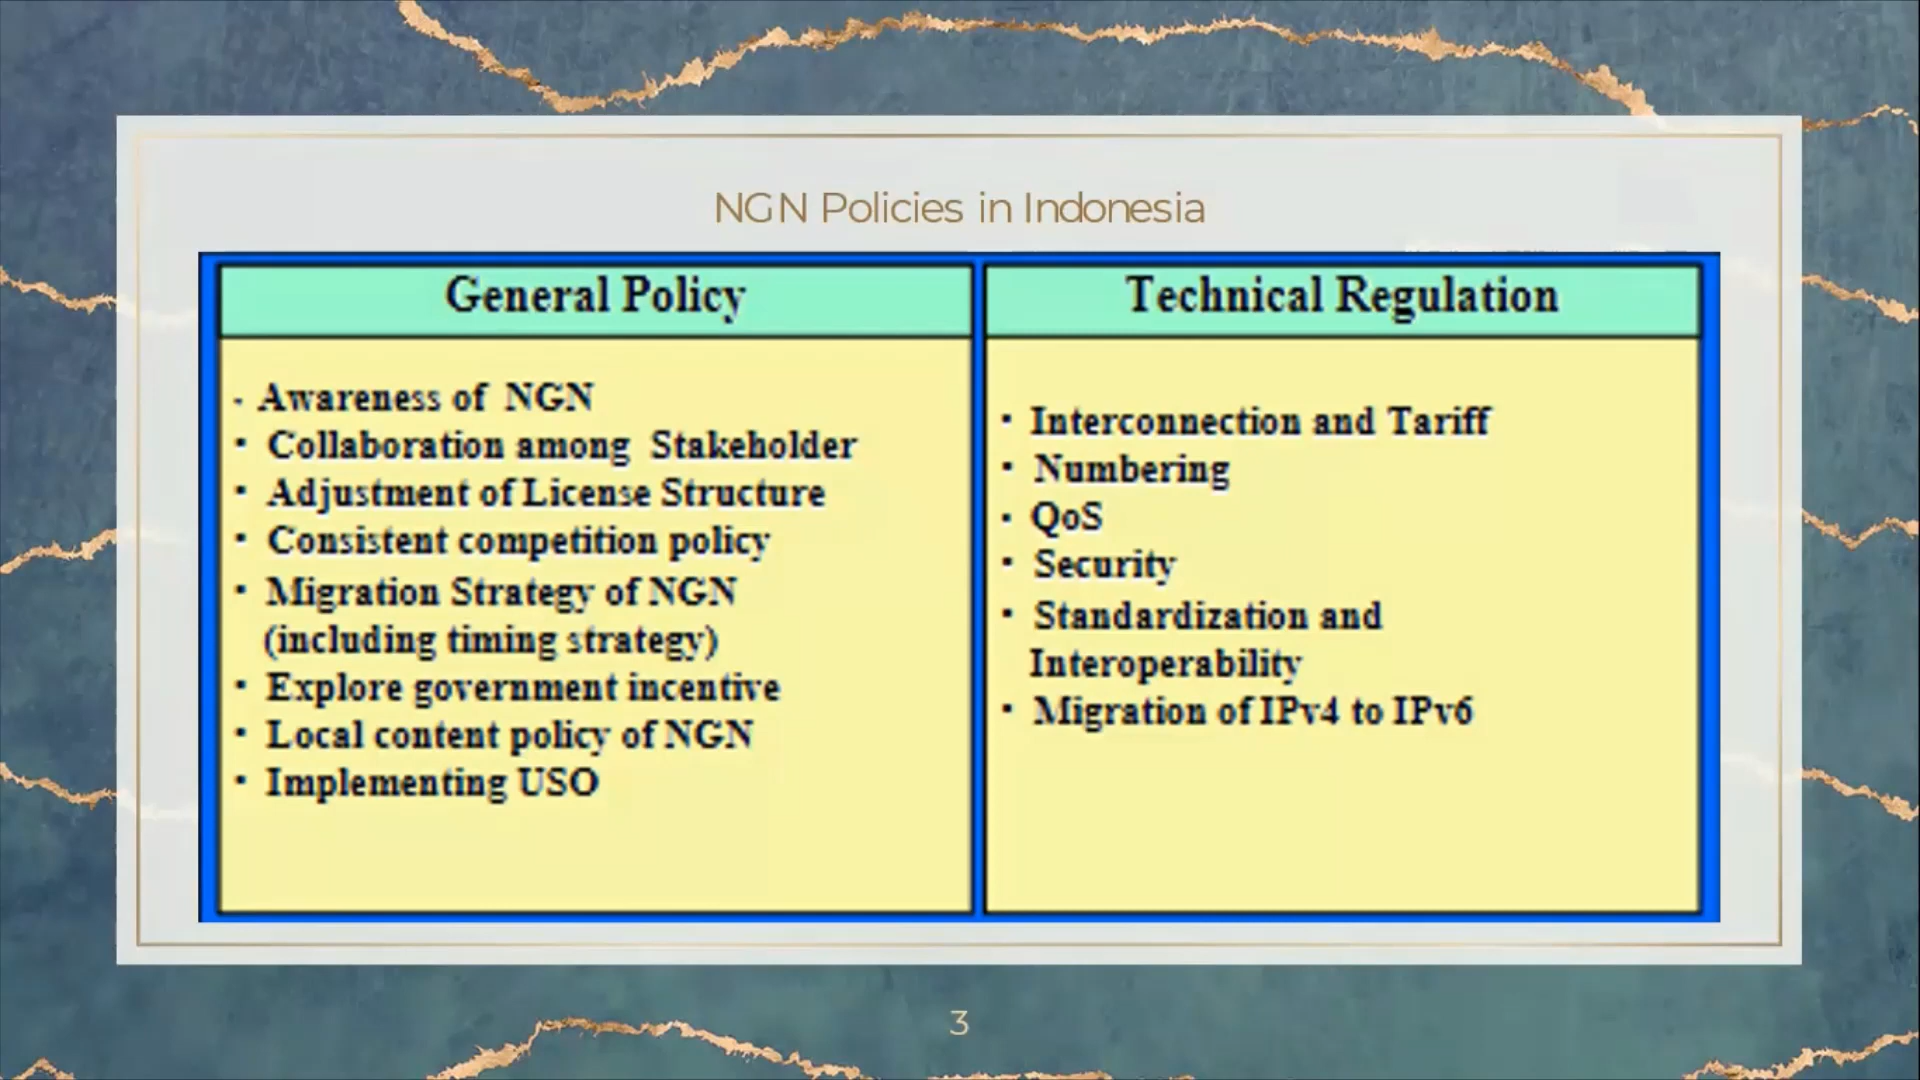 NGN Policies in Indonesia
General Policy
- Awareness of NGN
· Collaboration among Stakeholder
· Adjustment of License Structure
· Consistent competition policy
· Migration Strategy of NGN
(including timing strategy)
· Explore government incentive
· Local content policy of NGN
· Implementing USO
Technical Regulation
· Interconnection and Tariff
· Numbering
· QoS
· Security
· Standardization and
Interoperability
· Migration of IPv4 to IPv6
3